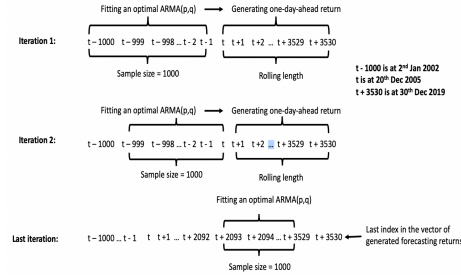 Fitting an optimal ARMA(p,q) Generating one-day-ahead return
Iteration 1: t – 1000 t – 999 t – 998 ... t - 2 t - 1 t t +1 t + 2 ... t + 3529 t + 3530
Sample size = 1000 Rolling length
t - 1000 is at 2nd Jan 2002
t is at 20th Dec 2005
t + 3530 is at 30th Dec 2019
Fitting an optimal ARMA(p,q) Generating one-day-ahead return
Iteration 2: t – 1000 t – 999 t – 998 ... t - 2 t - 1 t t +1 t + 2 ... t + 3529 t + 3530
Sample size = 1000 Rolling length
Fitting an optimal ARMA(p,q)
Last iteration: t – 1000 ... t - 1 t t +1 ... t + 2092 t + 2093 t + 2094 ... t + 3529 t + 3530
Last index in the vector of
generated forecasting returns
Sample size = 1000